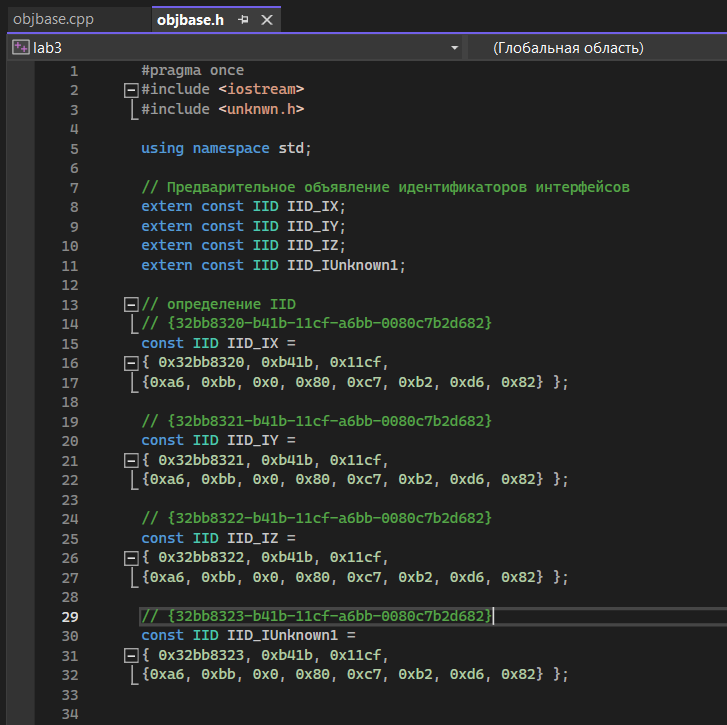 objbase.cpp objbase.h
lab3 (Глобальная область)
1 #pragma once
2 #include <iostream>
3 #include <unknwn.h>
4
5 using namespace std;
6
7 // Предварительное объявление идентификаторов интерфейсов
8 extern const IID IID_IX;
9 extern const IID IID_IY;
10 extern const IID IID_IZ;
11 extern const IID IID_IUnknown1;
12
13 // определение IID
14 // {32bb8320-b41b-11cf-a6bb-0080c7b2d682}
15 const IID IID_IX =
16 { 0x32bb8320, 0xb41b, 0x11cf,
17 {0xa6, 0xbb, 0x0, 0x80, 0xc7, 0xb2, 0xd6, 0x82} };
18
19 // {32bb8321-b41b-11cf-a6bb-0080c7b2d682}
20 const IID IID_IY =
21 { 0x32bb8321, 0xb41b, 0x11cf,
22 {0xa6, 0xbb, 0x0, 0x80, 0xc7, 0xb2, 0xd6, 0x82} };
23
24 // {32bb8322-b41b-11cf-a6bb-0080c7b2d682}
25 const IID IID_IZ =
26 { 0x32bb8322, 0xb41b, 0x11cf,
27 {0xa6, 0xbb, 0x0, 0x80, 0xc7, 0xb2, 0xd6, 0x82} };
28
29 // {32bb8323-b41b-11cf-a6bb-0080c7b2d682}
30 const IID IID_IUnknown1 =
31 { 0x32bb8323, 0xb41b, 0x11cf,
32 {0xa6, 0xbb, 0x0, 0x80, 0xc7, 0xb2, 0xd6, 0x82} };
33
34